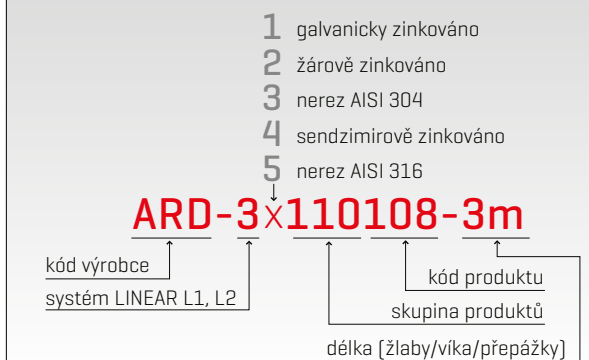 1 galvanicky zinkováno
2 žárově zinkováno
3 nerez AISI 304
4 sendzimirově zinkováno
5 nerez AISI 316
ARD-3x110108-3m
kód výrobce
kód produktu
systém LINEAR L1, L2
skupina produktů
délka (žlaby/víka/přepážky)